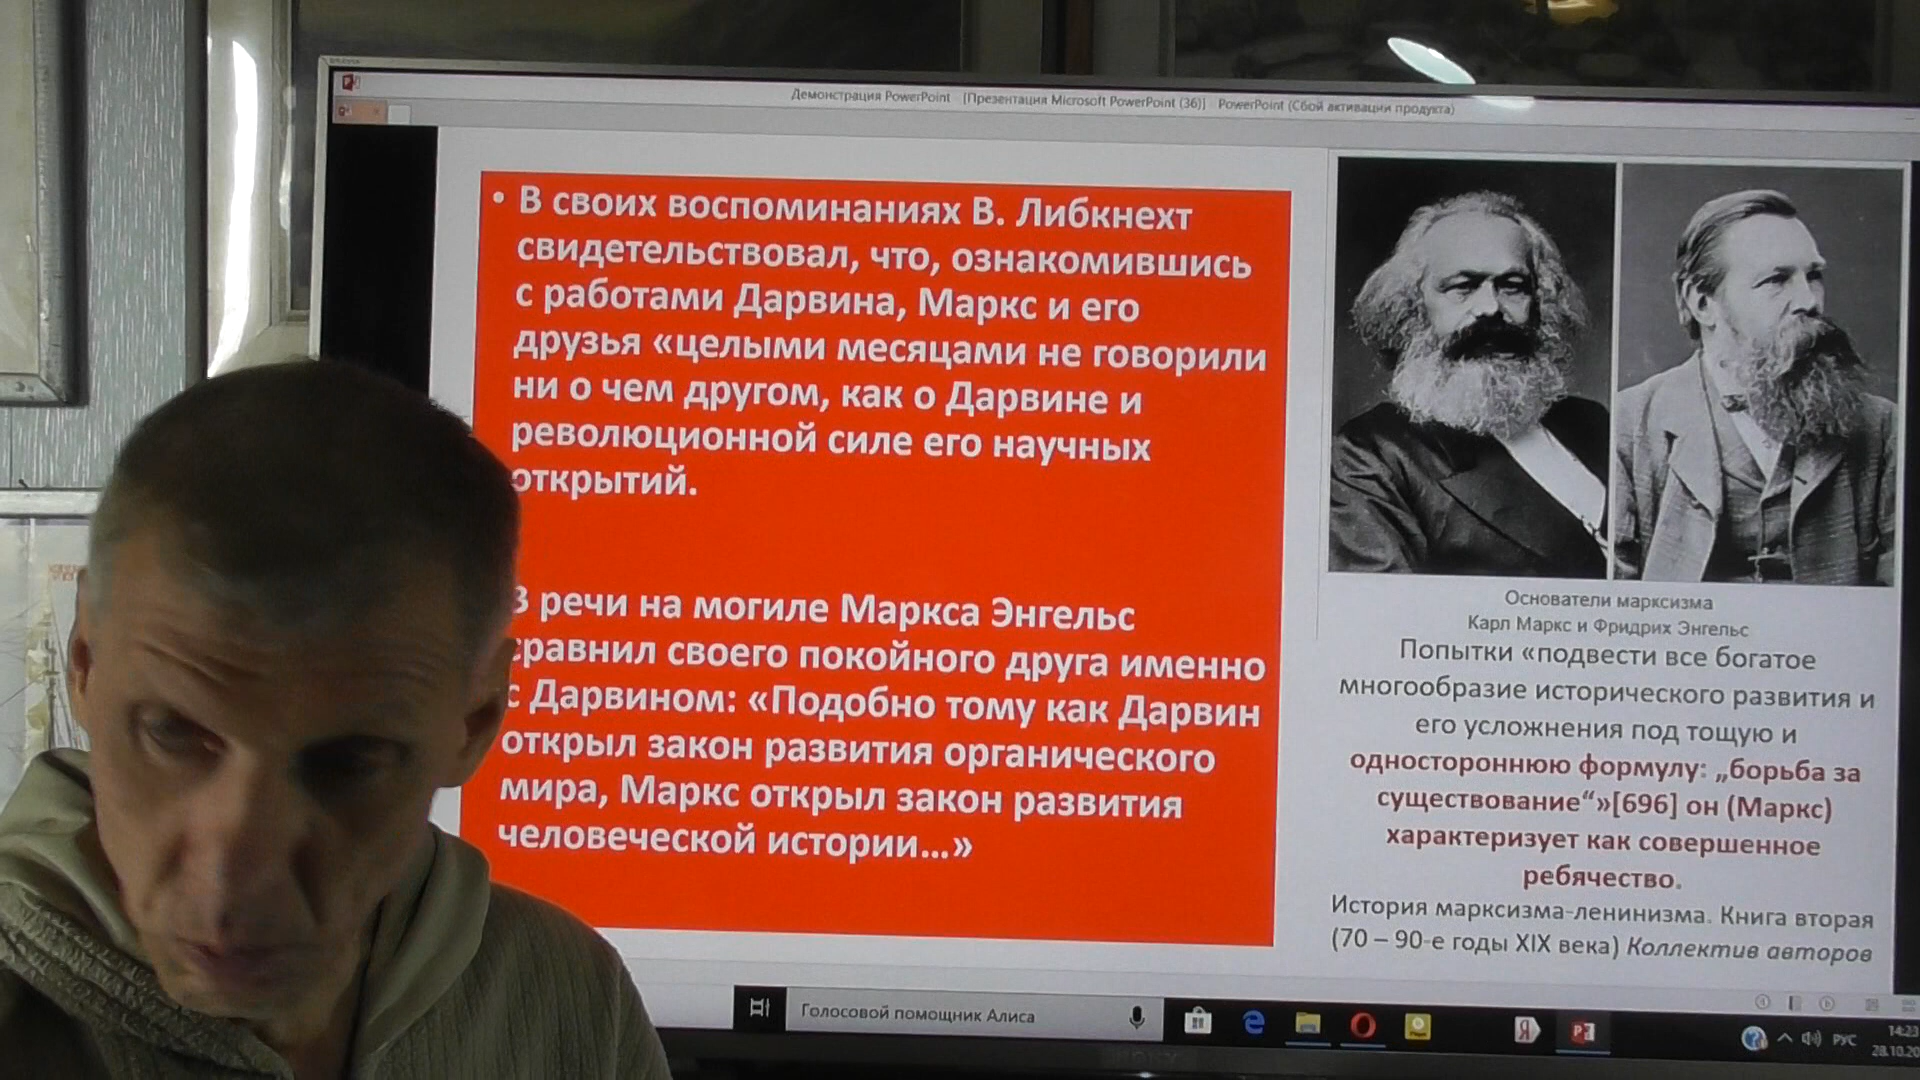 Демонстрация PowerPoint - [Презентация Microsoft PowerPoint (36)] - PowerPoint (Сбой активации продукта)
• В своих воспоминаниях В. Либкнехт
свидетельствовал, что, ознакомившись
с работами Дарвина, Маркс и его
друзья «целыми месяцами не говорили
ни о чем другом, как о Дарвине и
революционной силе его научных
открытий.
В речи на могиле Маркса Энгельс
сравнил своего покойного друга именно
с Дарвином: «Подобно тому как Дарвин
открыл закон развития органического
мира, Маркс открыл закон развития
человеческой истории…»
Основатели марксизма
Карл Маркс и Фридрих Энгельс
Попытки «подвести все богатое
многообразие исторического развития и
его усложнения под тощую и
одностороннюю формулу: „борьба за
существование“»[696] он (Маркс)
характеризует как совершенное
ребячество.
История марксизма-ленинизма. Книга вторая
(70 – 90-е годы XIX века) Коллектив авторов
Голосовой помощник Алиса
РУС
14:23
28.10.20